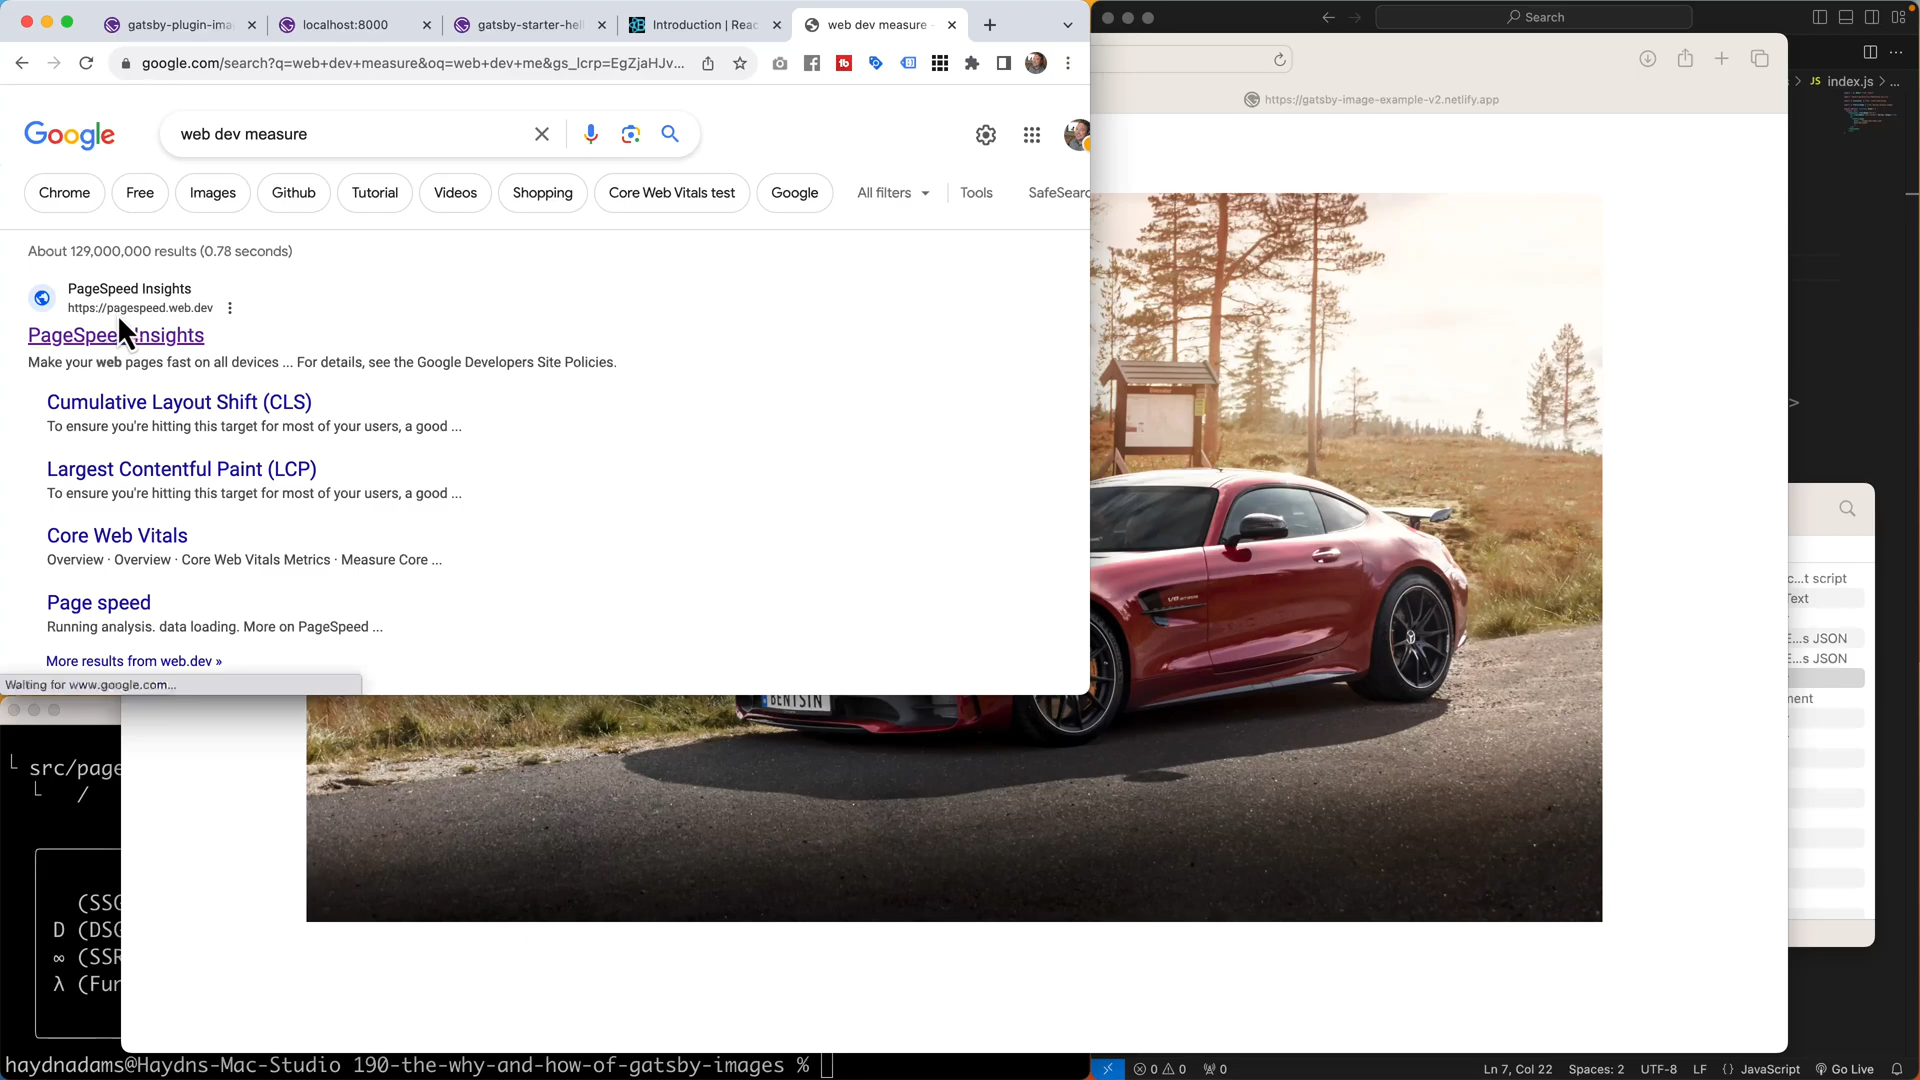 gatsby-plugin-ima
localhost:8000
gatsby-starter-hell
Introduction | Reac
web dev measure -
google.com/search?q=web+dev+measure&oq=web+dev+me&gs_lcrp=EgZjaHJv...
Google
web dev measure
Chrome
Free
Images
Github
Tutorial
Videos
Shopping
Core Web Vitals test
Google
All filters
Tools
SafeSearc
About 129,000,000 results (0.78 seconds)
PageSpeed Insights
https://pagespeed.web.dev
PageSpeed Insights
Make your web pages fast on all devices ... For details, see the Google Developers Site Policies.
Cumulative Layout Shift (CLS)
To ensure you're hitting this target for most of your users, a good ...
Largest Contentful Paint (LCP)
To ensure you're hitting this target for most of your users, a good ...
Core Web Vitals
Overview · Overview · Core Web Vitals Metrics · Measure Core ...
Page speed
Running analysis. data loading. More on PageSpeed ...
More results from web.dev »
Waiting for www.google.com...
Search
JS index.js > ...
https://gatsby-image-example-v2.netlify.app
BENTSIN
c...t script
Text
E...s JSON
E...s JSON
ment
└ src/page
└ /
(SSG
D (DSG
∞ (SSR
λ (Fun
haydnadams@Haydns-Mac-Studio 190-the-why-and-how-of-gatsby-images %
0 0 0
Ln 7, Col 22 Spaces: 2 UTF-8 LF {} JavaScript Go Live